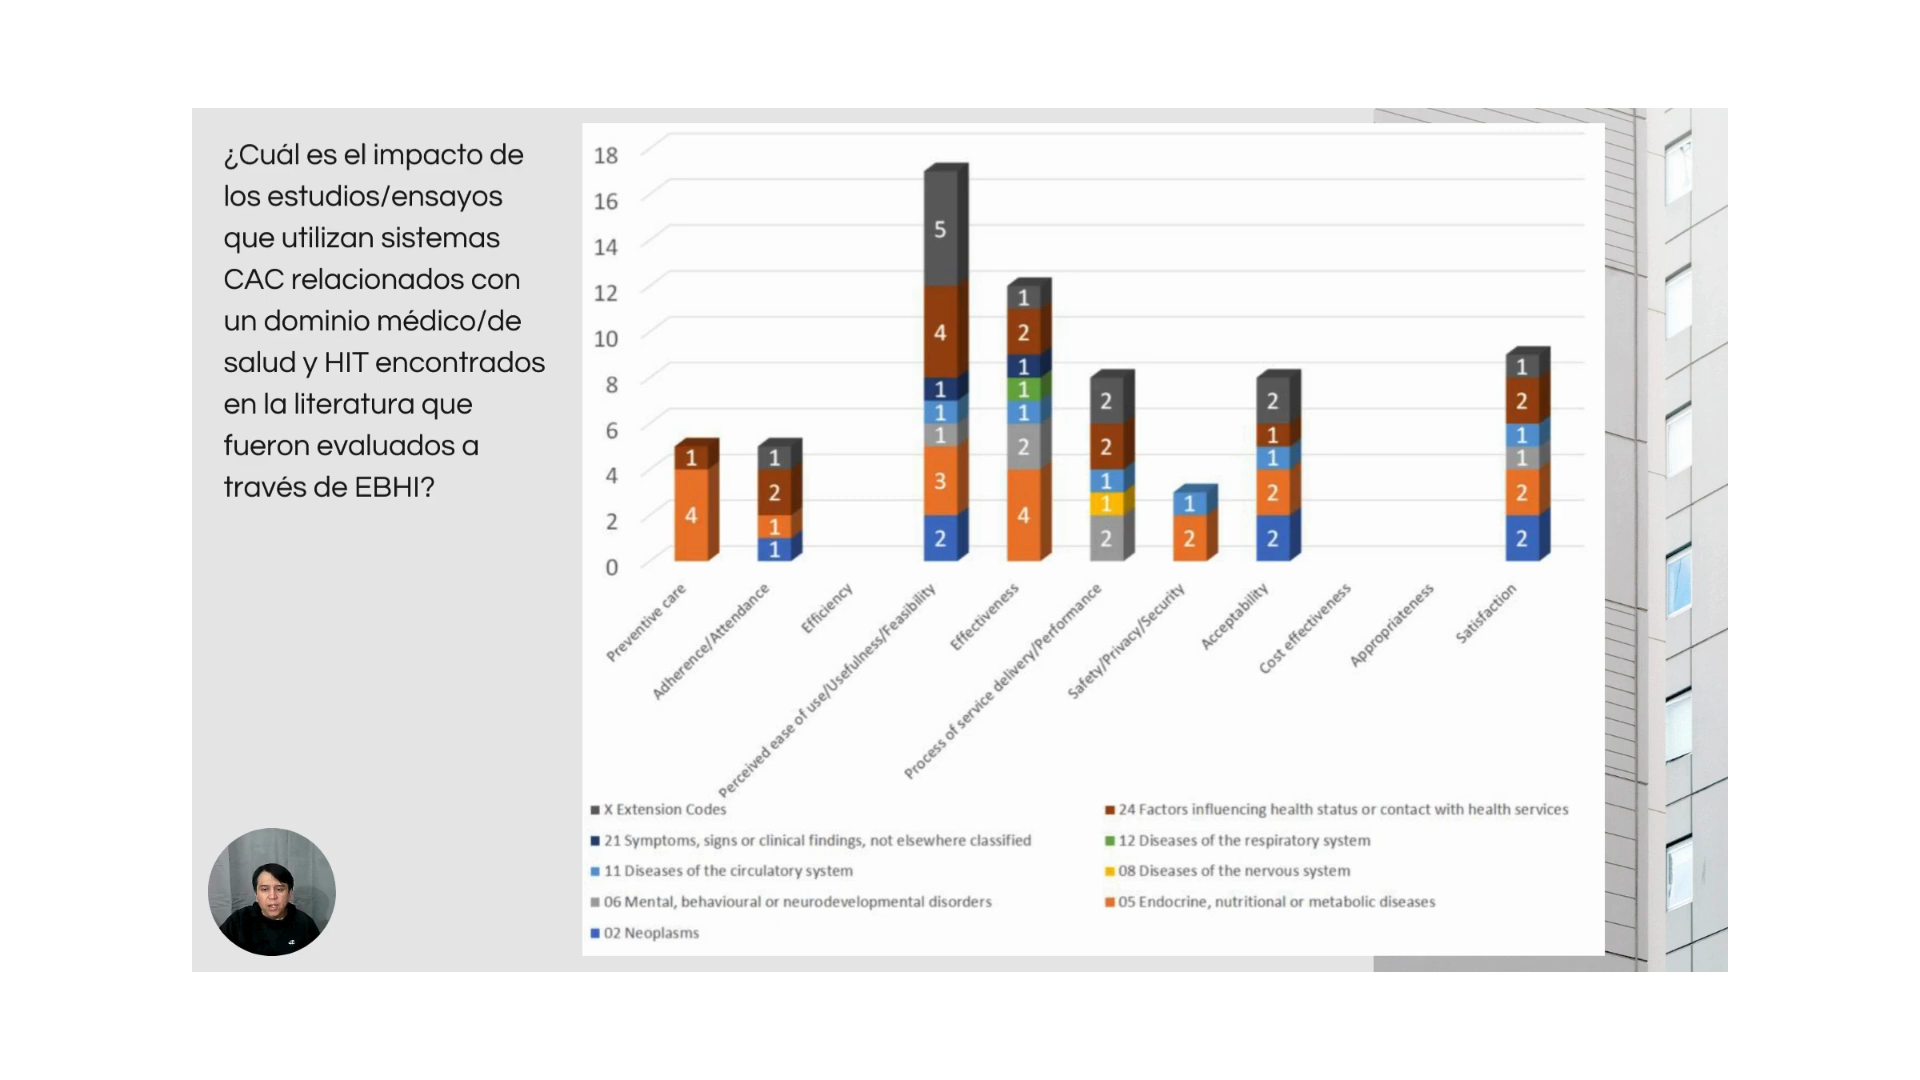 ¿Cuál es el impacto de
los estudios/ensayos
que utilizan sistemas
CAC relacionados con
un dominio médico/de
salud y HIT encontrados
en la literatura que
fueron evaluados a
través de EBHI?
18
16
14
12
10
8
6
4
2
0
1
4
1
2
1
1
5
4
1
1
1
3
2
1
2
1
1
1
2
4
2
2
1
1
2
1
2
2
1
1
2
2
1
2
1
1
2
2
Preventive care
Adherence/Attendance
Efficiency
Perceived ease of use/Usefulness/Feasibility
Effectiveness
Process of service delivery/Performance
Safety/Privacy/Security
Acceptability
Cost effectiveness
Appropriateness
Satisfaction
X Extension Codes
24 Factors influencing health status or contact with health services
21 Symptoms, signs or clinical findings, not elsewhere classified
12 Diseases of the respiratory system
11 Diseases of the circulatory system
08 Diseases of the nervous system
06 Mental, behavioural or neurodevelopmental disorders
05 Endocrine, nutritional or metabolic diseases
02 Neoplasms